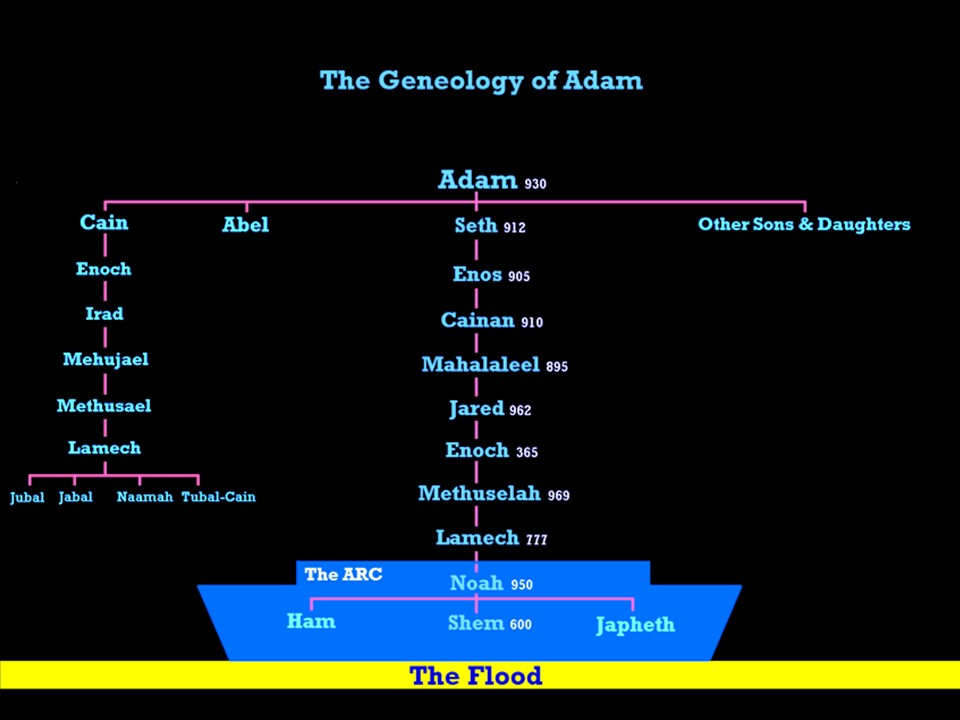 The Geneology of Adam
Adam 930
Cain Abel Seth 912 Other Sons & Daughters
Enoch Enos 905
Irad Cainan 910
Mehujael Mahalaleel 895
Methusael Jared 962
Lamech Enoch 365
Jubal Jabal Naamah Tubal-Cain Methuselah 969
Lamech 777
The ARC Noah 950
Ham Shem 600 Japheth
The Flood